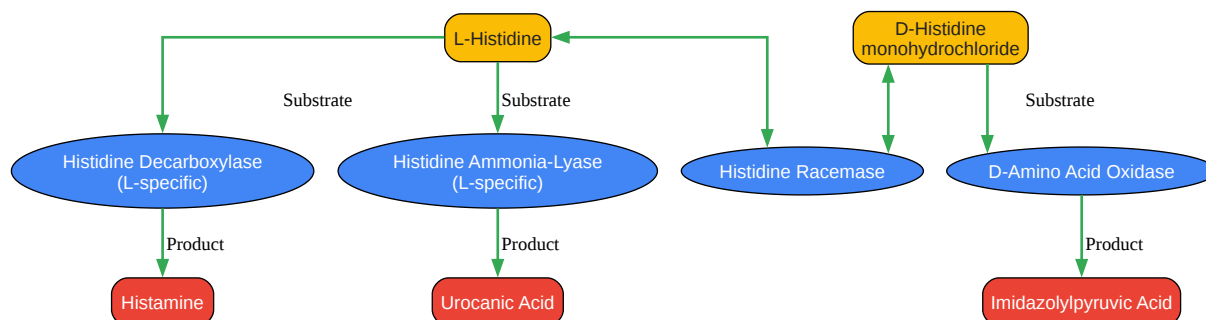 L-Histidine
D-Histidine
monohydrochloride
Substrate
Substrate
Substrate
Histidine Decarboxylase
(L-specific)
Histidine Ammonia-Lyase
(L-specific)
Histidine Racemase
D-Amino Acid Oxidase
Product
Product
Product
Histamine
Urocanic Acid
Imidazolylpyruvic Acid